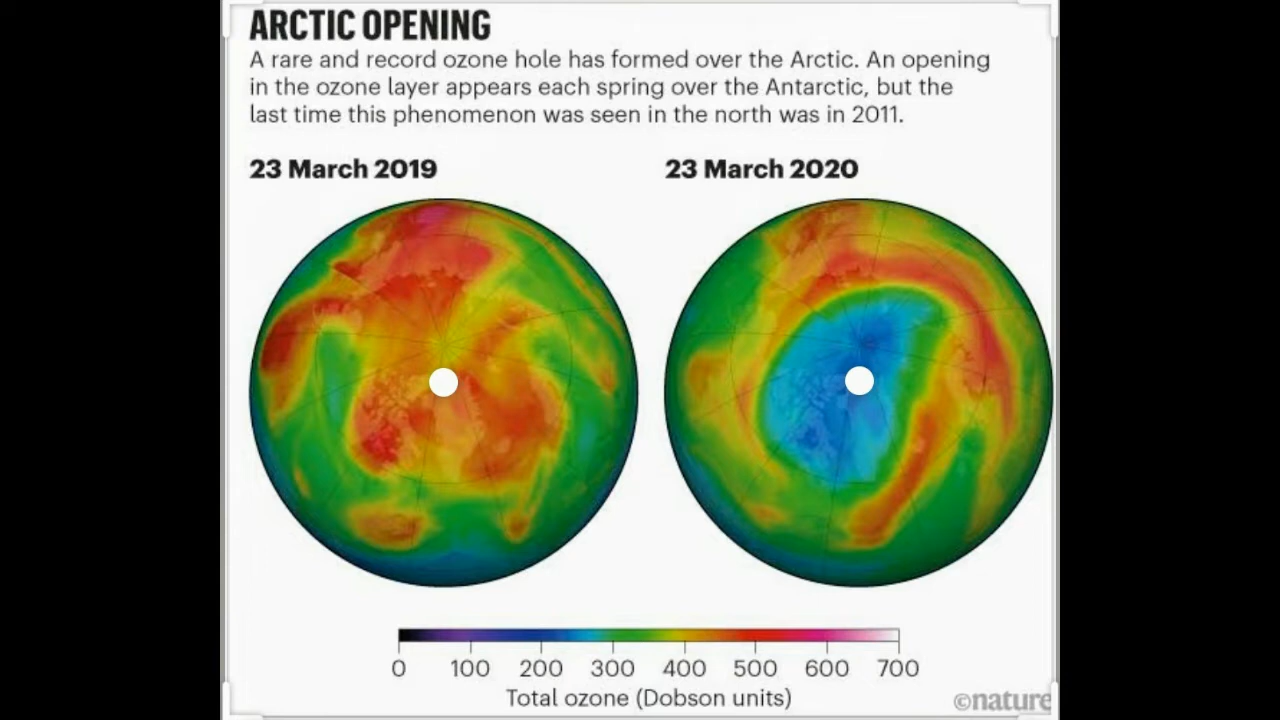 ARCTIC OPENING
A rare and record ozone hole has formed over the Arctic. An opening
in the ozone layer appears each spring over the Antarctic, but the
last time this phenomenon was seen in the north was in 2011.
23 March 2019
23 March 2020
0 100 200 300 400 500 600 700
Total ozone (Dobson units)
©nature